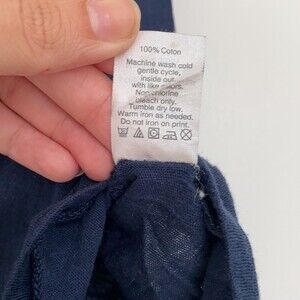 100% Coton
Machine wash cold
gentle cycle,
inside out
with like colors.
Non chlorine
bleach only.
Tumble dry low.
Warm iron as needed.
Do not iron on print.